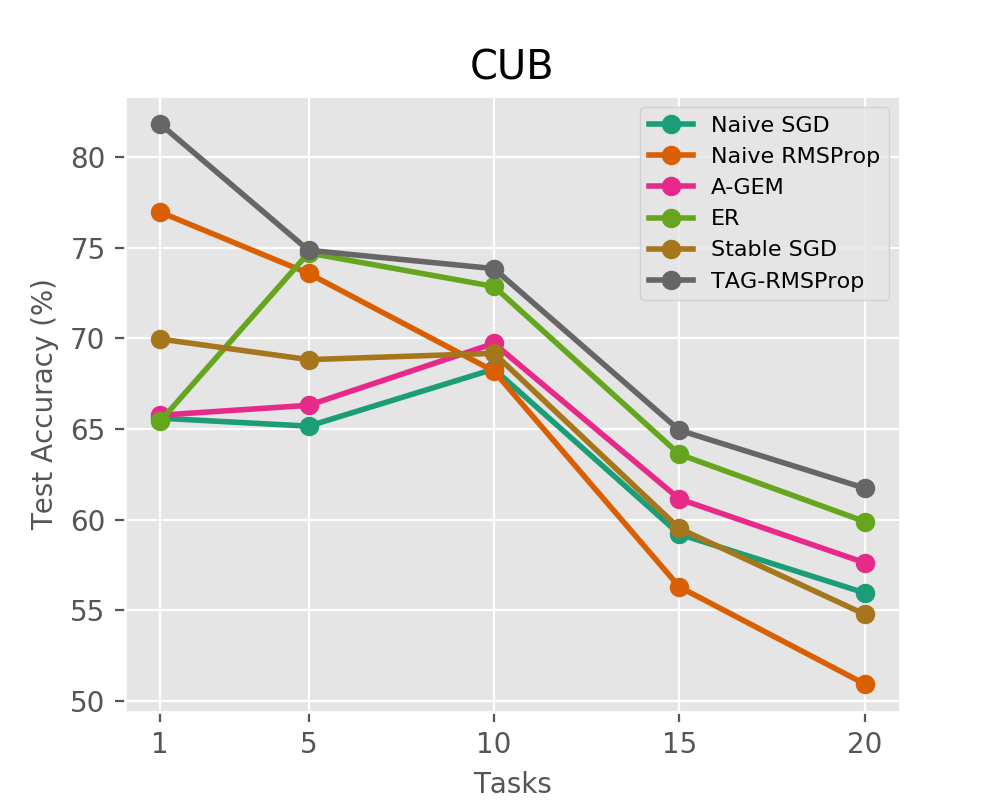 CUB
Naive SGD
Naive RMSProp
A-GEM
ER
Stable SGD
TAG-RMSProp
Test Accuracy (%)
80
75
70
65
60
55
50
1 5 10 15 20
Tasks